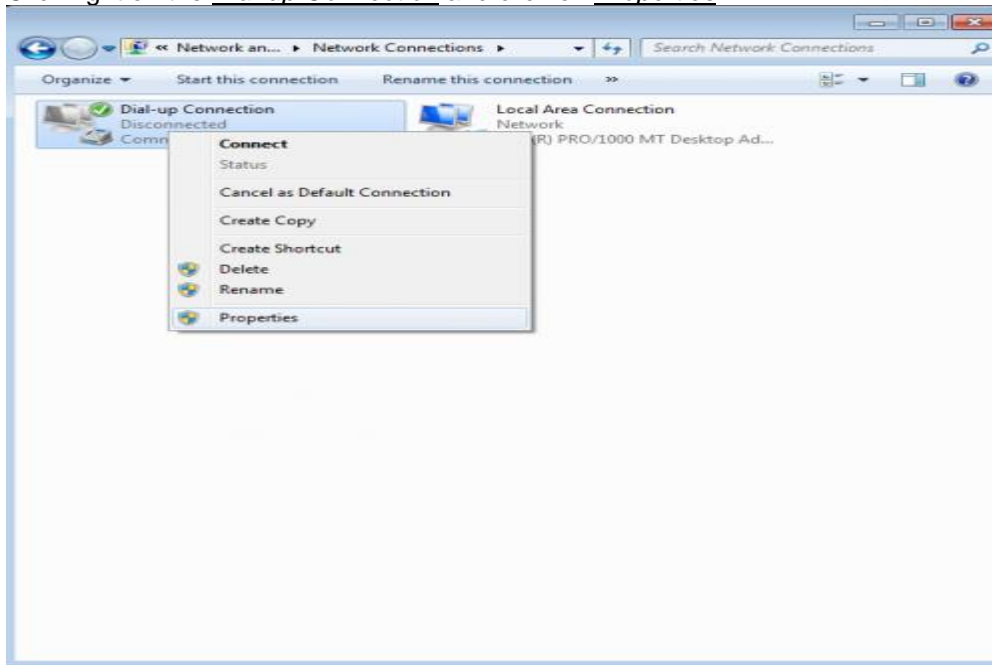 Network an... Network Connections Search Network Connections
Organize Start this connection Rename this connection »
Dial-up Connection
Disconnected
Local Area Connection
Network
(R) PRO/1000 MT Desktop Ad...
Connect
Status
Cancel as Default Connection
Create Copy
Create Shortcut
Delete
Rename
Properties